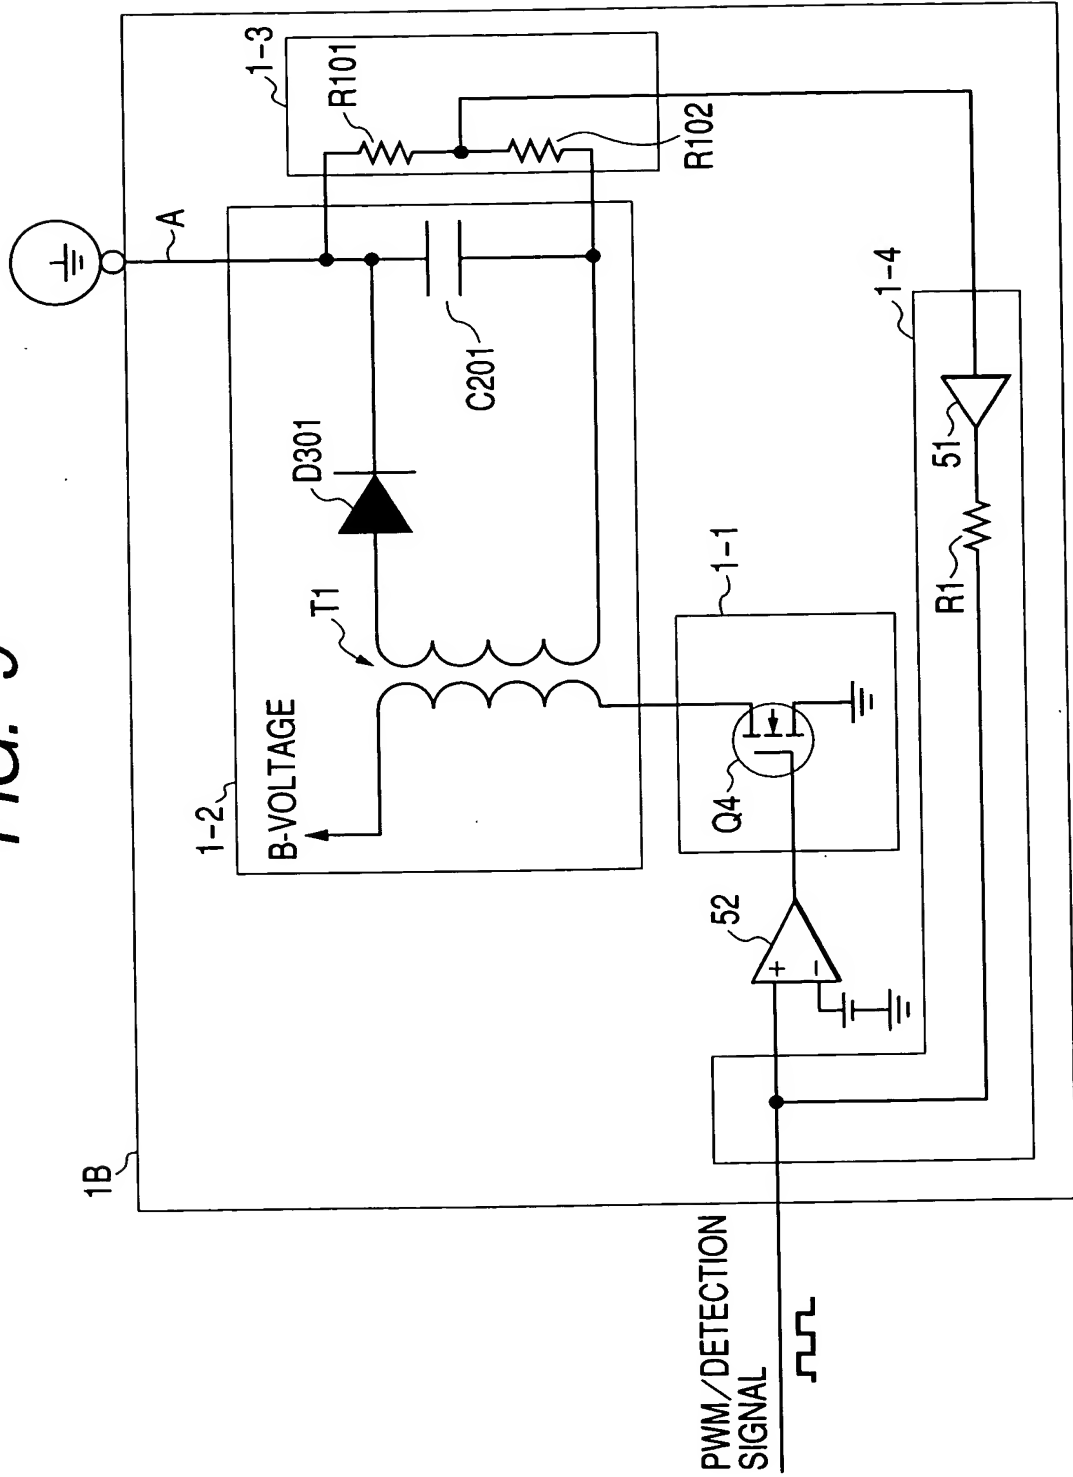 FIG.
1B
1-2
B-VOLTAGE
T1
D301
C201
A
1-3
R101
R102
1-1
Q4
52
+
−
1-4
51
R1
PWM/DETECTION
SIGNAL